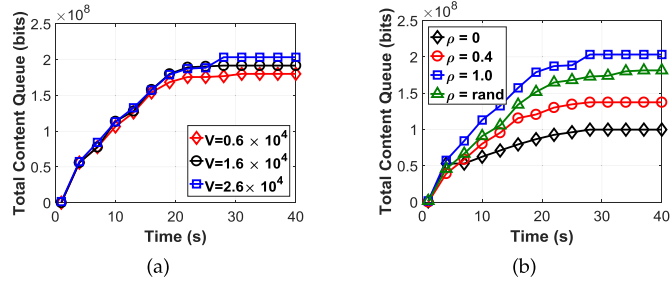 ×10^8
2.5
2
1.5
1
0.5
0
Total Content Queue (bits)
V=0.6 × 10^4
V=1.6 × 10^4
V=2.6× 10^4
0 10 20 30 40
Time (s)
(a)
×10^8
2.5
2
1.5
1
0.5
0
Total Content Queue (bits)
ρ = 0
ρ = 0.4
ρ = 1.0
ρ = rand
0 10 20 30 40
Time (s)
(b)